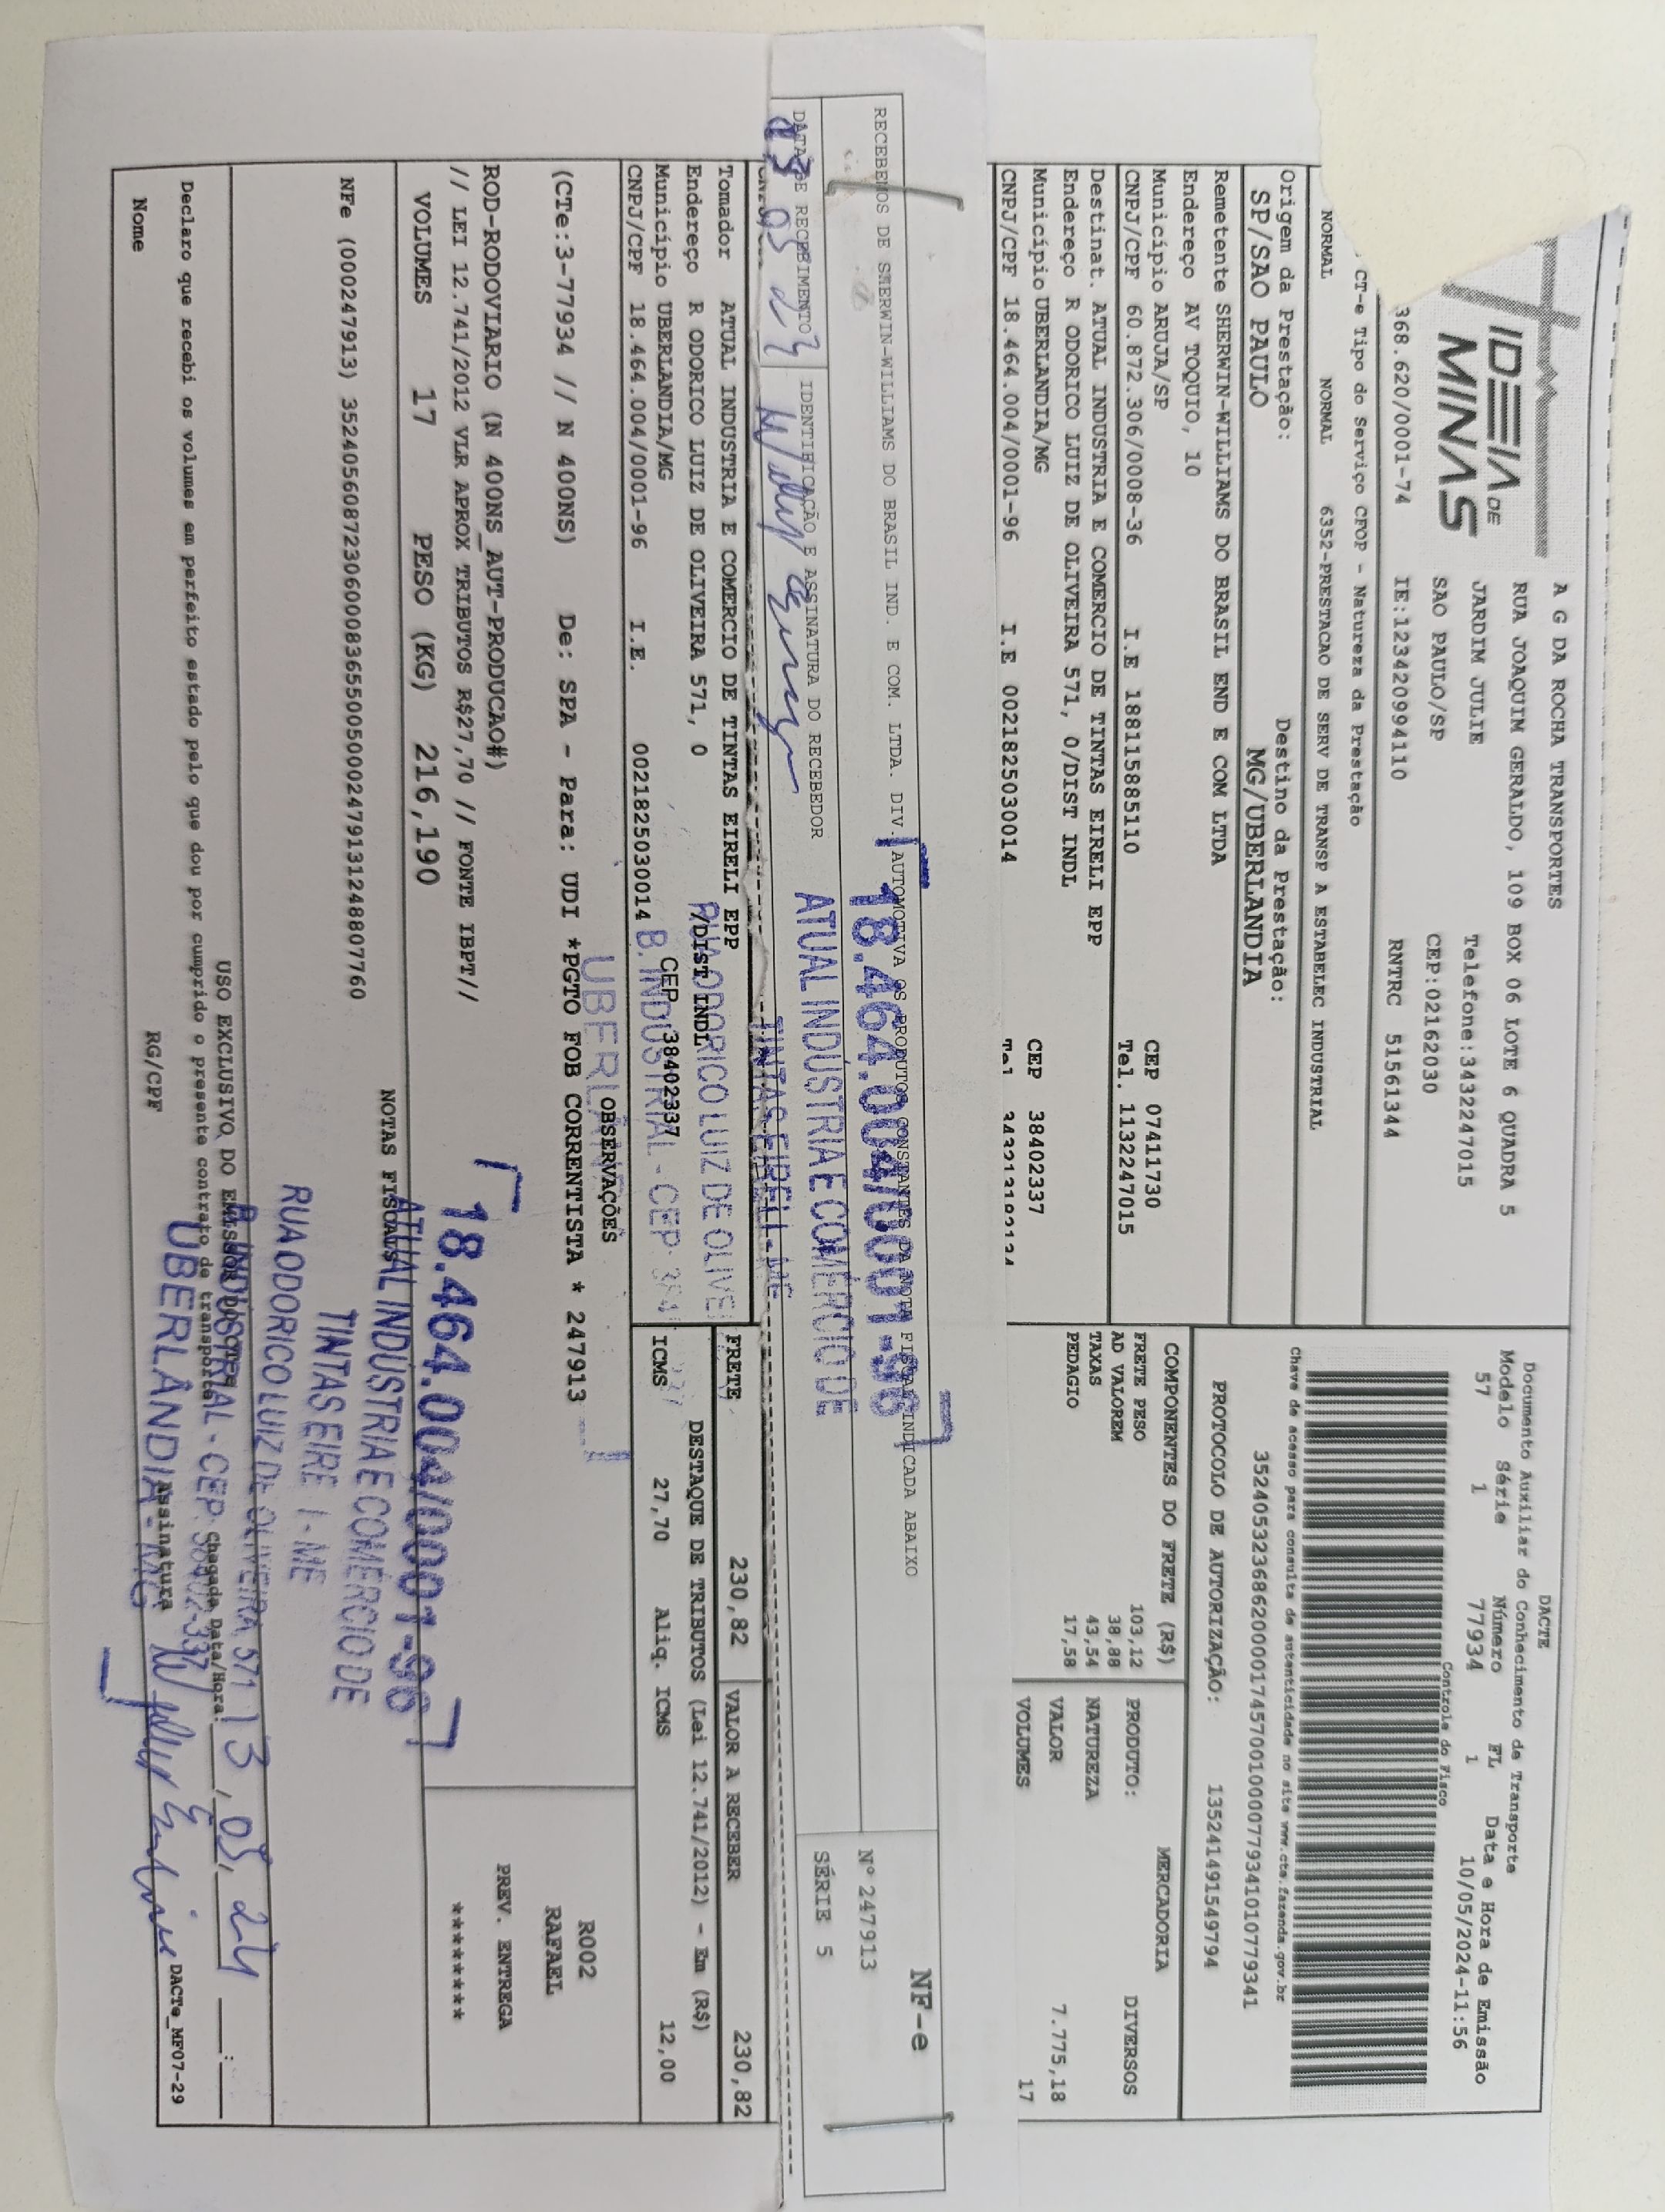 IDEIA DE
MINAS
A G DA ROCHA TRANSPORTES
RUA JOAQUIM GERALDO, 109 BOX 06 LOTE 6 QUADRA 5
JARDIM JULIE Telefone:3432247015
SAO PAULO/SP CEP:02162030
368.620/0001-74 IE:123420994110 RNTRC 51561344
DACTE
Documento Auxiliar do Conhecimento de Transporte
Modelo Série Número FL Data e Hora de Emissão
57 1 77934 1 10/05/2024-11:56
Controle do Fisco
Chave de acesso para consulta de autenticidade no site www.cte.fazenda.gov.br
35240532368620000174570010000779341010779341
PROTOCOLO DE AUTORIZAÇÃO: 135241491549794
CT-e Tipo do Serviço CFOP - Natureza da Prestação
NORMAL NORMAL 6352-PRESTACAO DE SERV DE TRANSP A ESTABELEC INDUSTRIAL
Origem da Prestação: Destino da Prestação:
SP/SAO PAULO MG/UBERLANDIA
Remetente SHERWIN-WILLIAMS DO BRASIL END E COM LTDA
Endereço AV TOQUIO, 10
Município ARUJA/SP CEP 07411730
CNPJ/CPF 60.872.306/0008-36 I.E 188115885110 Tel. 1132247015
Destinat. ATUAL INDUSTRIA E COMERCIO DE TINTAS EIRELI EPP
Endereço R ODORICO LUIZ DE OLIVEIRA 571, 0/DIST INDL
Município UBERLANDIA/MG CEP 38402337
CNPJ/CPF 18.464.004/0001-96 I.E 0021825030014
COMPONENTES DO FRETE (R$)
FRETE PESO 103,12
AD VALOREM 38,88
TAXAS 43,54
PEDAGIO 17,58
MERCADORIA
PRODUTO: DIVERSOS
NATUREZA
VALOR 7.775,18
VOLUMES 17
RECEBEMOS DE SHERWIN-WILLIAMS DO BRASIL IND. E COM. LTDA. DIV. AUTOMOTIVA OS PRODUTOS CONSTANTES DA NOTA FISCAL INDICADA ABAIXO
NF-e
Nº 247913
SÉRIE 5
DATA DE RECEBIMENTO IDENTIFICAÇÃO E ASSINATURA DO RECEBEDOR
18.464.004/0001-96
ATUAL INDÚSTRIA E COMÉRCIO DE
TINTAS EIRELI - ME
RUA ODORICO LUIZ DE OLIVE
B. INDUSTRIAL - CEP
Tomador ATUAL INDUSTRIA E COMERCIO DE TINTAS EIRELI EPP
Endereço R ODORICO LUIZ DE OLIVEIRA 571, 0 /DIST INDL
Município UBERLANDIA/MG CEP 38402337
CNPJ/CPF 18.464.004/0001-96 I.E. 0021825030014
FRETE 230,82 VALOR A RECEBER 230,82
DESTAQUE DE TRIBUTOS (Lei 12.741/2012) - Em (R$)
ICMS 27,70 Aliq. ICMS 12,00
OBSERVAÇÕES
(CTe:3-77934 // N 400NS) De: SPA - Para: UDI *PGTO FOB CORRENTISTA * 247913
ROD-RODOVIARIO (N 400NS_AUT-PRODUCAO#)
// LEI 12.741/2012 VLR APROX TRIBUTOS R$27,70 // FONTE IBPT//
R002
RAFAEL
PREV. ENTREGA
********
VOLUMES 17 PESO (KG) 216,190
NOTAS FISCAIS
NFe (000247913) 35240560872306000836550050002479131248807760
18.464.004/0001-96
ATUAL INDÚSTRIA E COMÉRCIO DE
TINTAS EIRE I - ME
RUA ODORICO LUIZ DE OLIVEIRA, 571
B. INDUSTRIAL - CEP: 38402-337
UBERLÂNDIA - MG
USO EXCLUSIVO DO EMISSOR DO CT-e
Declaro que recebi os volumes em perfeito estado pelo que dou por cumprido o presente contrato de transporte
Chegada Data/Hora: 13, 05, 24
Nome RG/CPF Assinatura
DACTe_MF07-29